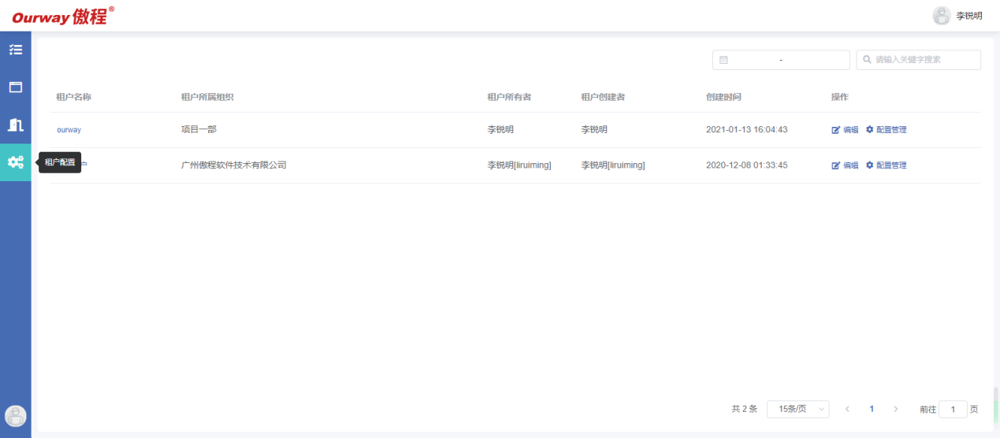 Ourway 傲程®
李锐明
-
请输入关键字搜素
租户名称 租户所属组织 租户所有者 租户创建者 创建时间 操作
ourway 项目一部 李锐明 李锐明 2021-01-13 16:04:43 编辑 配置管理
租户配置 户 广州傲程软件技术有限公司 李锐明[liruiming] 李锐明[liruiming] 2020-12-08 01:33:45 编辑 配置管理
共 2 条 15条/页 1 前往 1 页